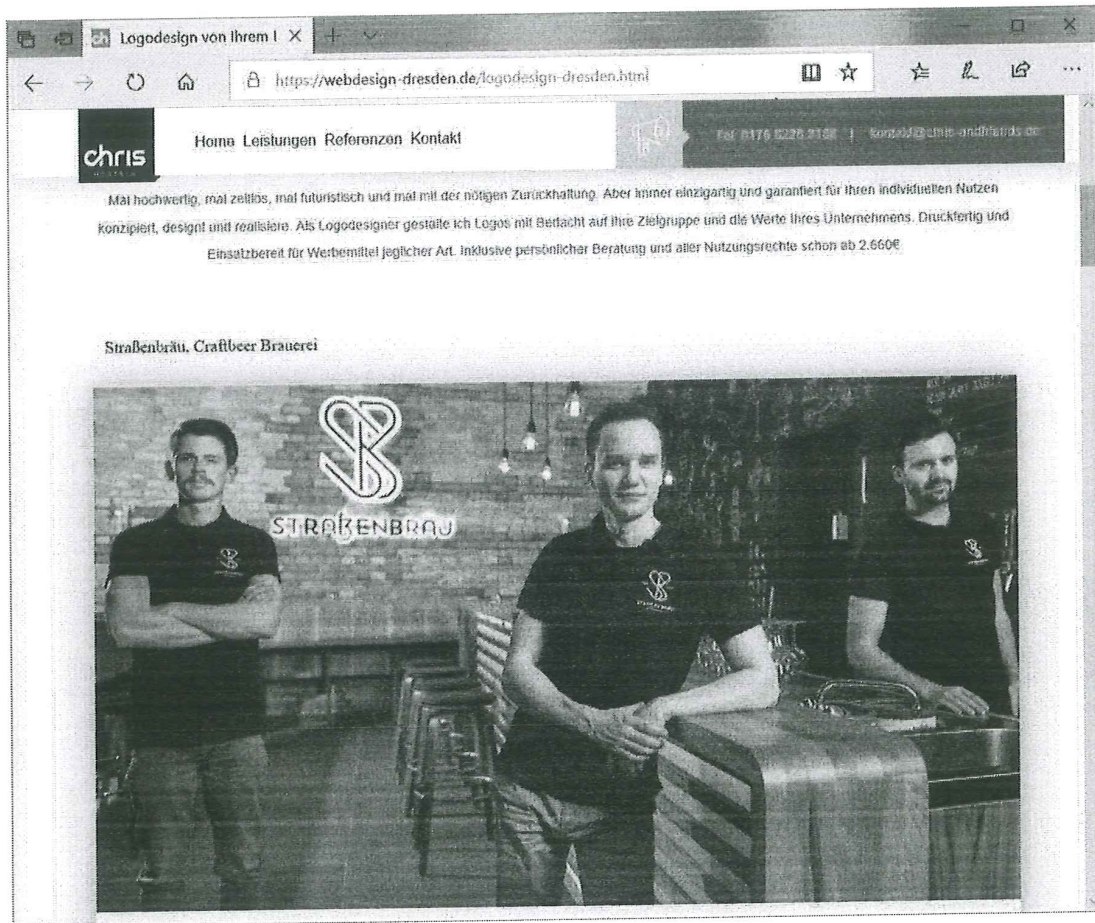 Logodesign von Ihrem I
https://webdesign-dresden.de/logodesign-dresden.html
chris
Home Leistungen Referenzen Kontakt
Tel. 0176
Mal hochwertig, mal zeitlos, mal futuristisch und mal mit der nötigen Zurückhaltung. Aber immer einzigartig und garantiert für Ihren individuellen Nutzen
konzipiert, designt und realisiere. Als Logodesigner gestalte ich Logos mit Bedacht auf Ihre Zielgruppe und die Werte Ihres Unternehmens. Druckfertig und
Einsatzbereit für Werbemittel jeglicher Art. Inklusive persönlicher Beratung und aller Nutzungsrechte schon ab 2.660€
Straßenbräu, Craftbeer Brauerei
STRAßENBRÄU